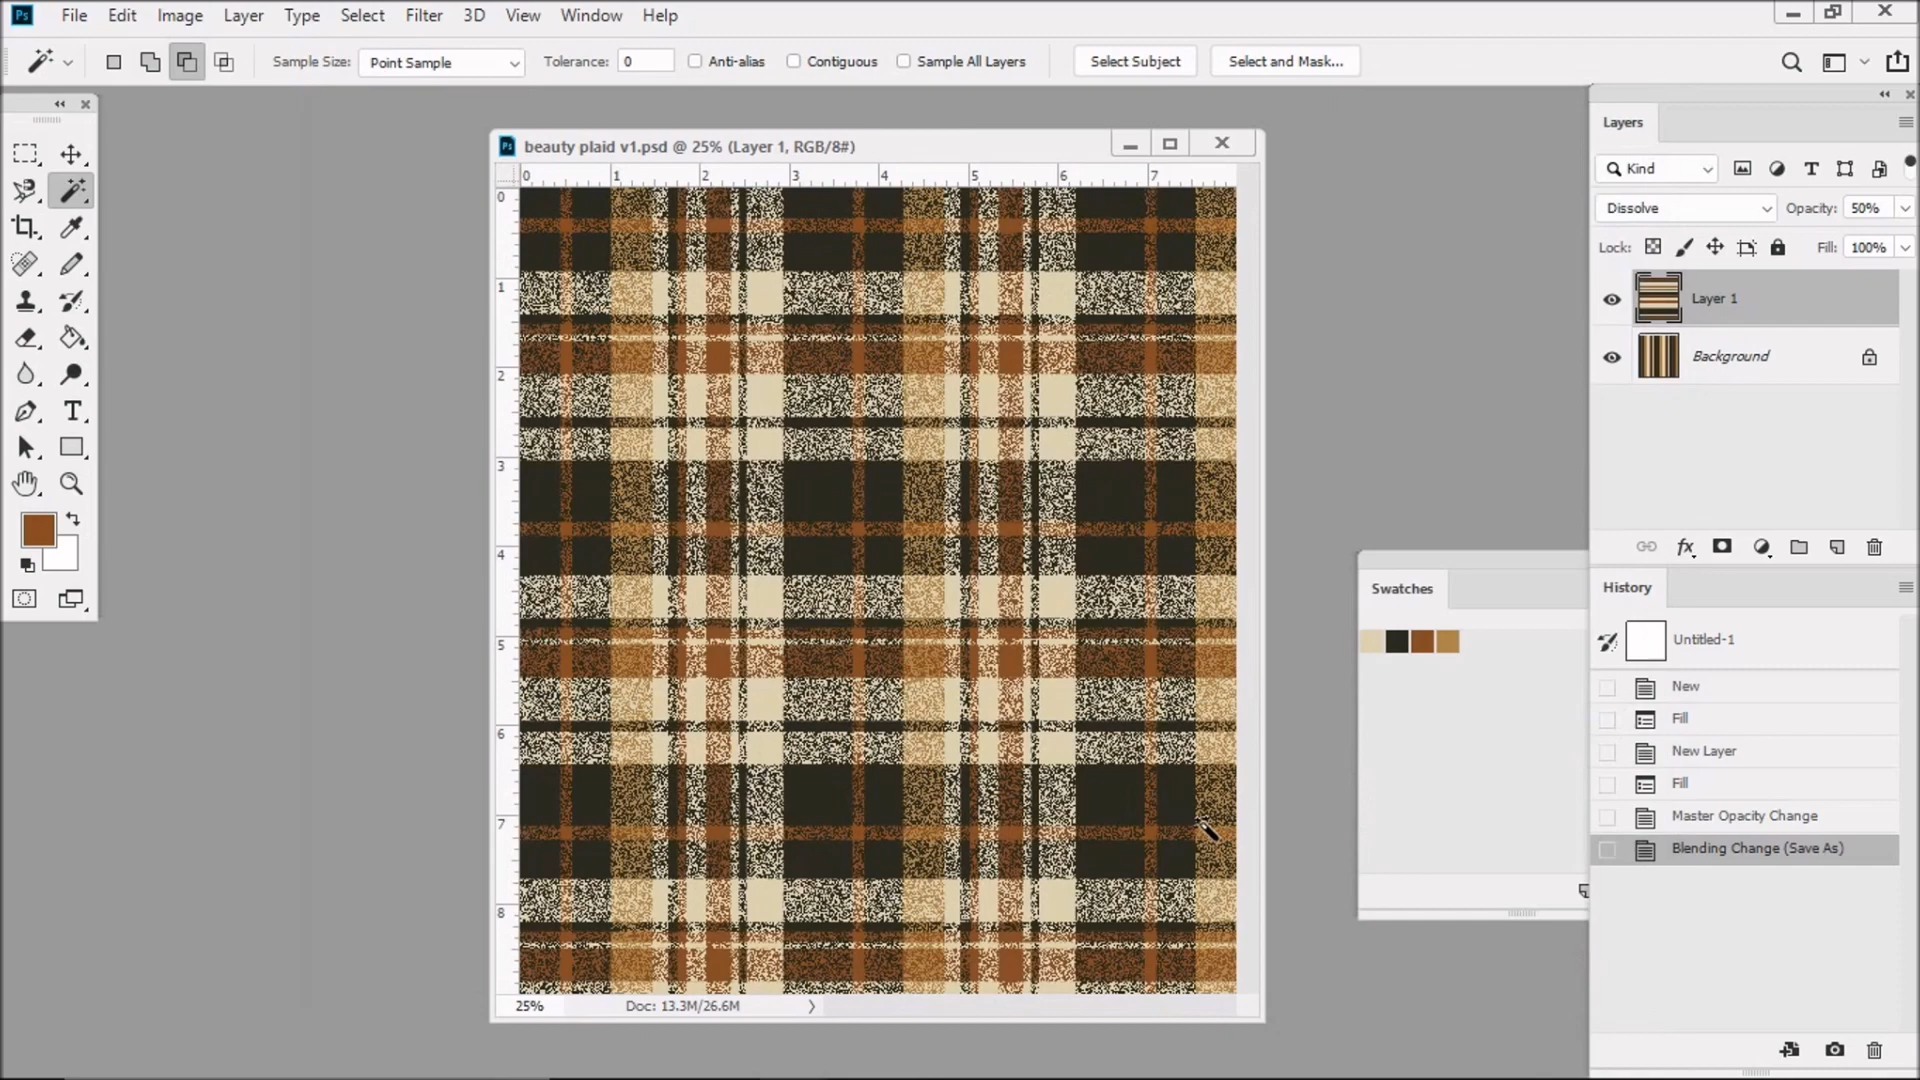 Ps File Edit Image Layer Type Select Filter 3D View Window Help
Sample Size: Point Sample Tolerance: 0 Anti-alias Contiguous Sample All Layers Select Subject Select and Mask...
Ps beauty plaid v1.psd @ 25% (Layer 1, RGB/8#)
0 1 2 3 4 5 6 7
0
1
2
3
4
5
6
7
8
25% Doc: 13.3M/26.6M
T
Swatches
Layers
Kind T
Dissolve Opacity: 50%
Lock: Fill: 100%
Layer 1
Background
fx
History
Untitled-1
New
Fill
New Layer
Fill
Master Opacity Change
Blending Change (Save As)